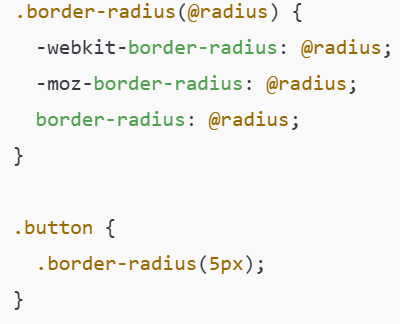 .border-radius(@radius) {
  -webkit-border-radius: @radius;
  -moz-border-radius: @radius;
  border-radius: @radius;
}

.button {
  .border-radius(5px);
}